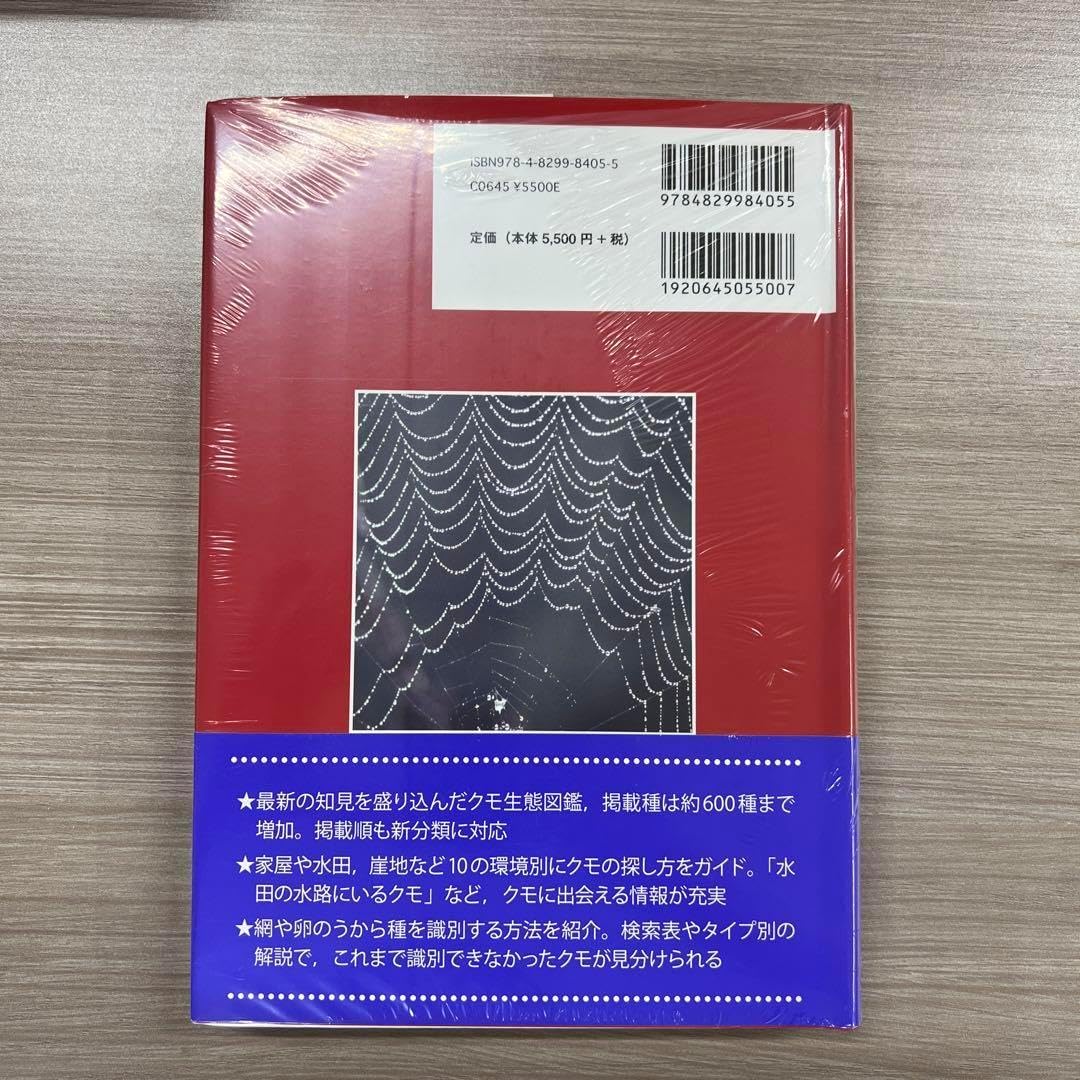 ISBN978-4-8299-8405-5
C0645 ¥5500E
9784829984055
定価（本体 5,500 円＋税）
1920645055007
★最新の知見を盛り込んだクモ生態図鑑，掲載種は約600種まで
増加。掲載順も新分類に対応
★家屋や水田，崖地など10の環境別にクモの探し方をガイド。「水
田の水路にいるクモ」など，クモに出会える情報が充実
★網や卵のうから種を識別する方法を紹介。検索表やタイプ別の
解説で，これまで識別できなかったクモが見分けられる